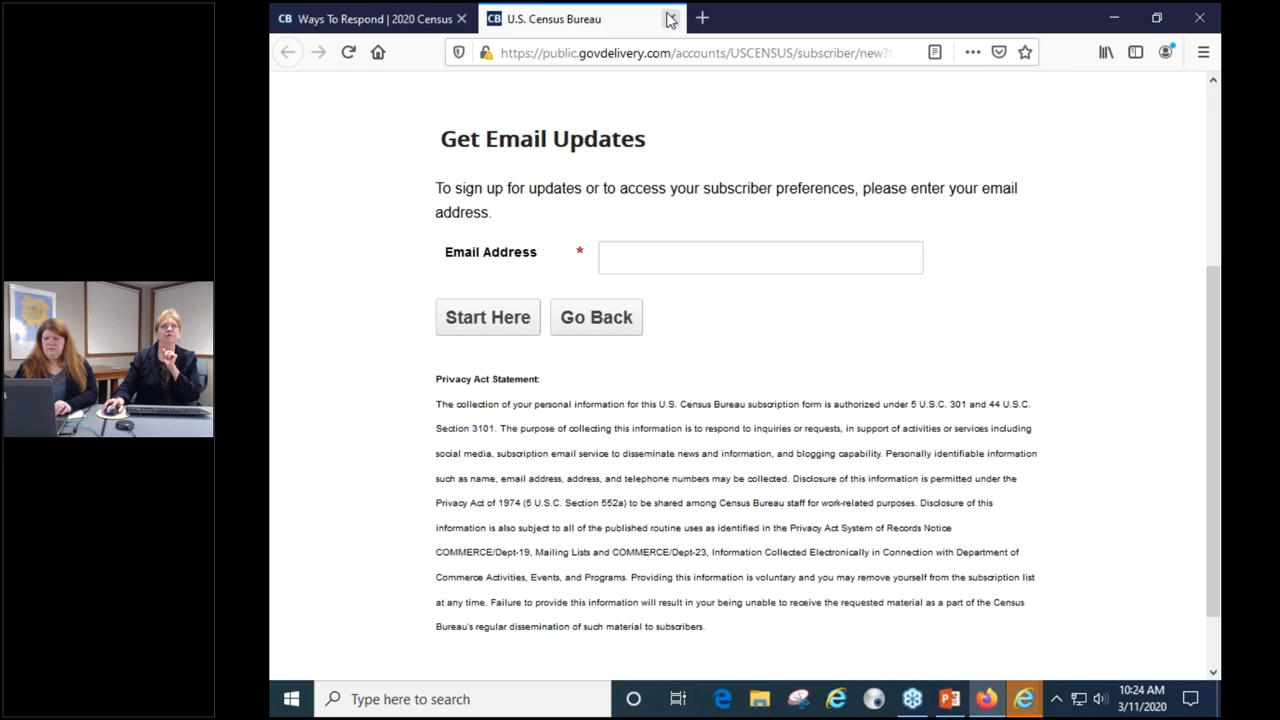 CB Ways To Respond | 2020 Census
CB U.S. Census Bureau
https://public.govdelivery.com/accounts/USCENSUS/subscriber/new?
Get Email Updates
To sign up for updates or to access your subscriber preferences, please enter your email
address.
Email Address *
Start Here Go Back
Privacy Act Statement:
The collection of your personal information for this U.S. Census Bureau subscription form is authorized under 5 U.S.C. 301 and 44 U.S.C.
Section 3101. The purpose of collecting this information is to respond to inquiries or requests, in support of activities or services including
social media, subscription email service to disseminate news and information, and blogging capability. Personally identifiable information
such as name, email address, address, and telephone numbers may be collected. Disclosure of this information is permitted under the
Privacy Act of 1974 (5 U.S.C. Section 552a) to be shared among Census Bureau staff for work-related purposes. Disclosure of this
information is also subject to all of the published routine uses as identified in the Privacy Act System of Records Notice
COMMERCE/Dept-19, Mailing Lists and COMMERCE/Dept-23, Information Collected Electronically in Connection with Department of
Commerce Activities, Events, and Programs. Providing this information is voluntary and you may remove yourself from the subscription list
at any time. Failure to provide this information will result in your being unable to receive the requested material as a part of the Census
Bureau's regular dissemination of such material to subscribers.
Type here to search
10:24 AM
3/11/2020